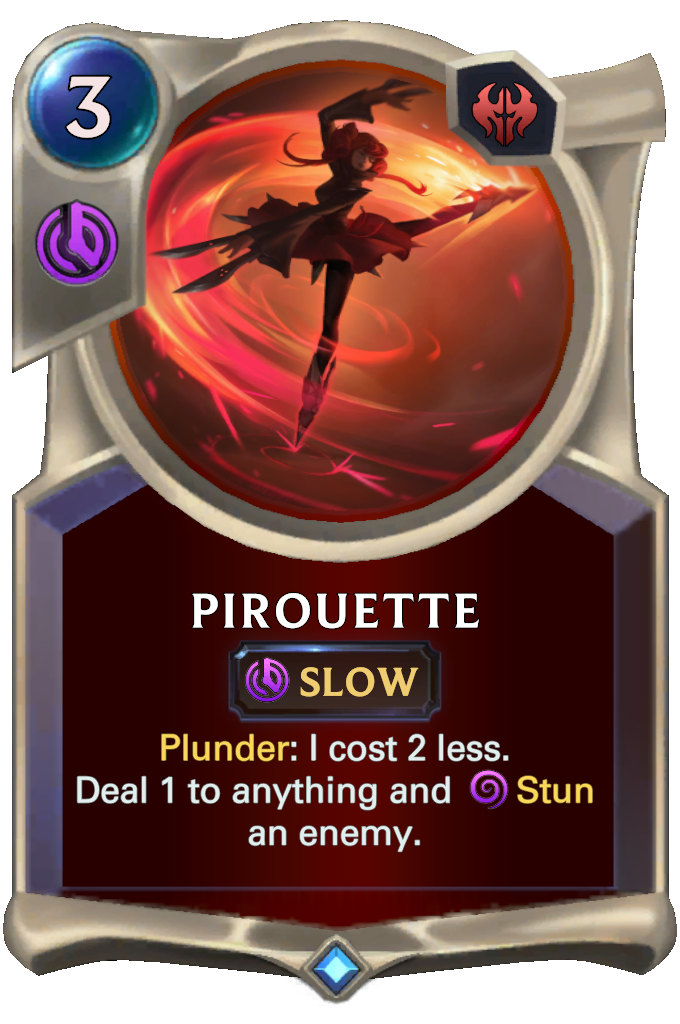 3
PIROUETTE
SLOW
Plunder: I cost 2 less.
Deal 1 to anything and Stun
an enemy.